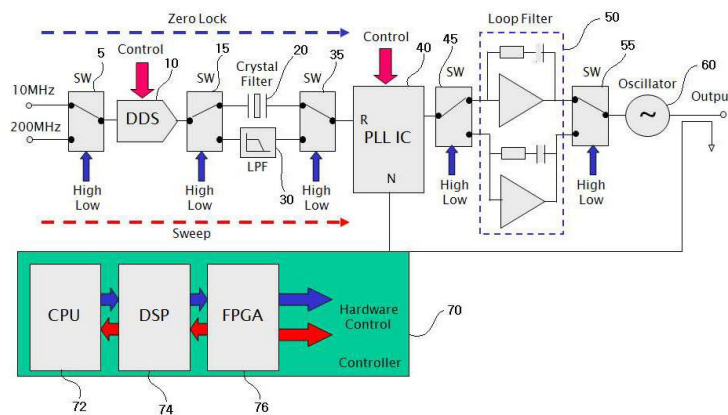 Zero Lock
5
Control
10
15
Crystal
Filter
20
35
Control
40
45
Loop Filter
50
55
60
SW
SW
SW
SW
SW
Oscillator
10MHz
200MHz
DDS
LPF
30
R
PLL IC
N
~
Output
High
Low
High
Low
High
Low
High
Low
High
Low
Sweep
CPU
DSP
FPGA
Hardware
Control
Controller
70
72
74
76